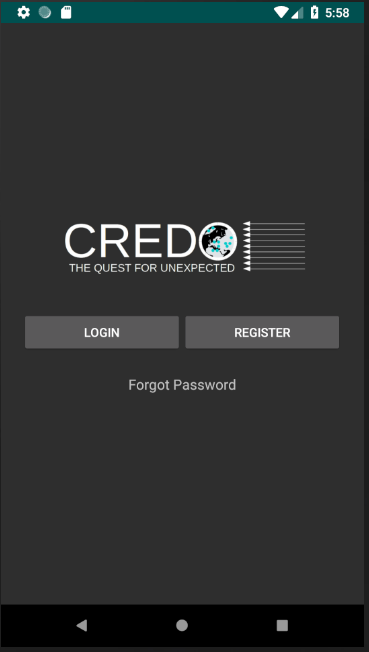 5:58
CREDO
THE QUEST FOR UNEXPECTED
LOGIN
REGISTER
Forgot Password